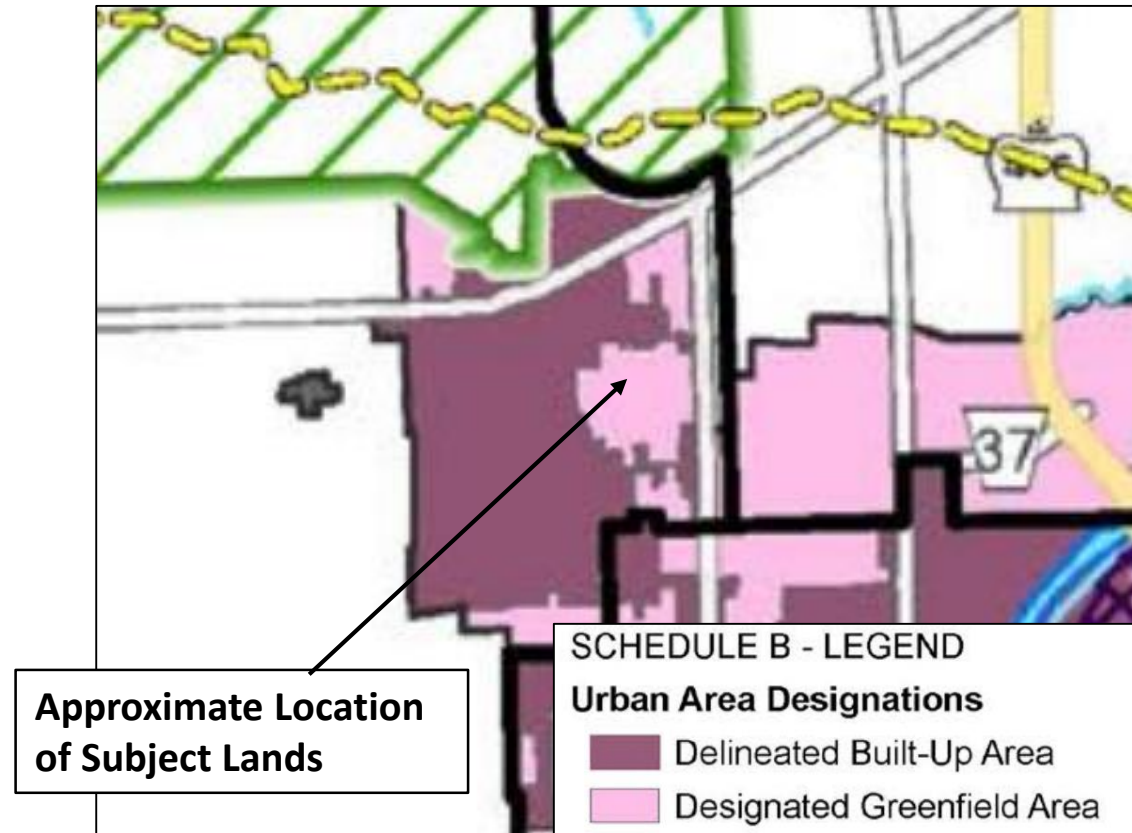 37
Approximate Location
of Subject Lands
SCHEDULE B - LEGEND
Urban Area Designations
Delineated Built-Up Area
Designated Greenfield Area